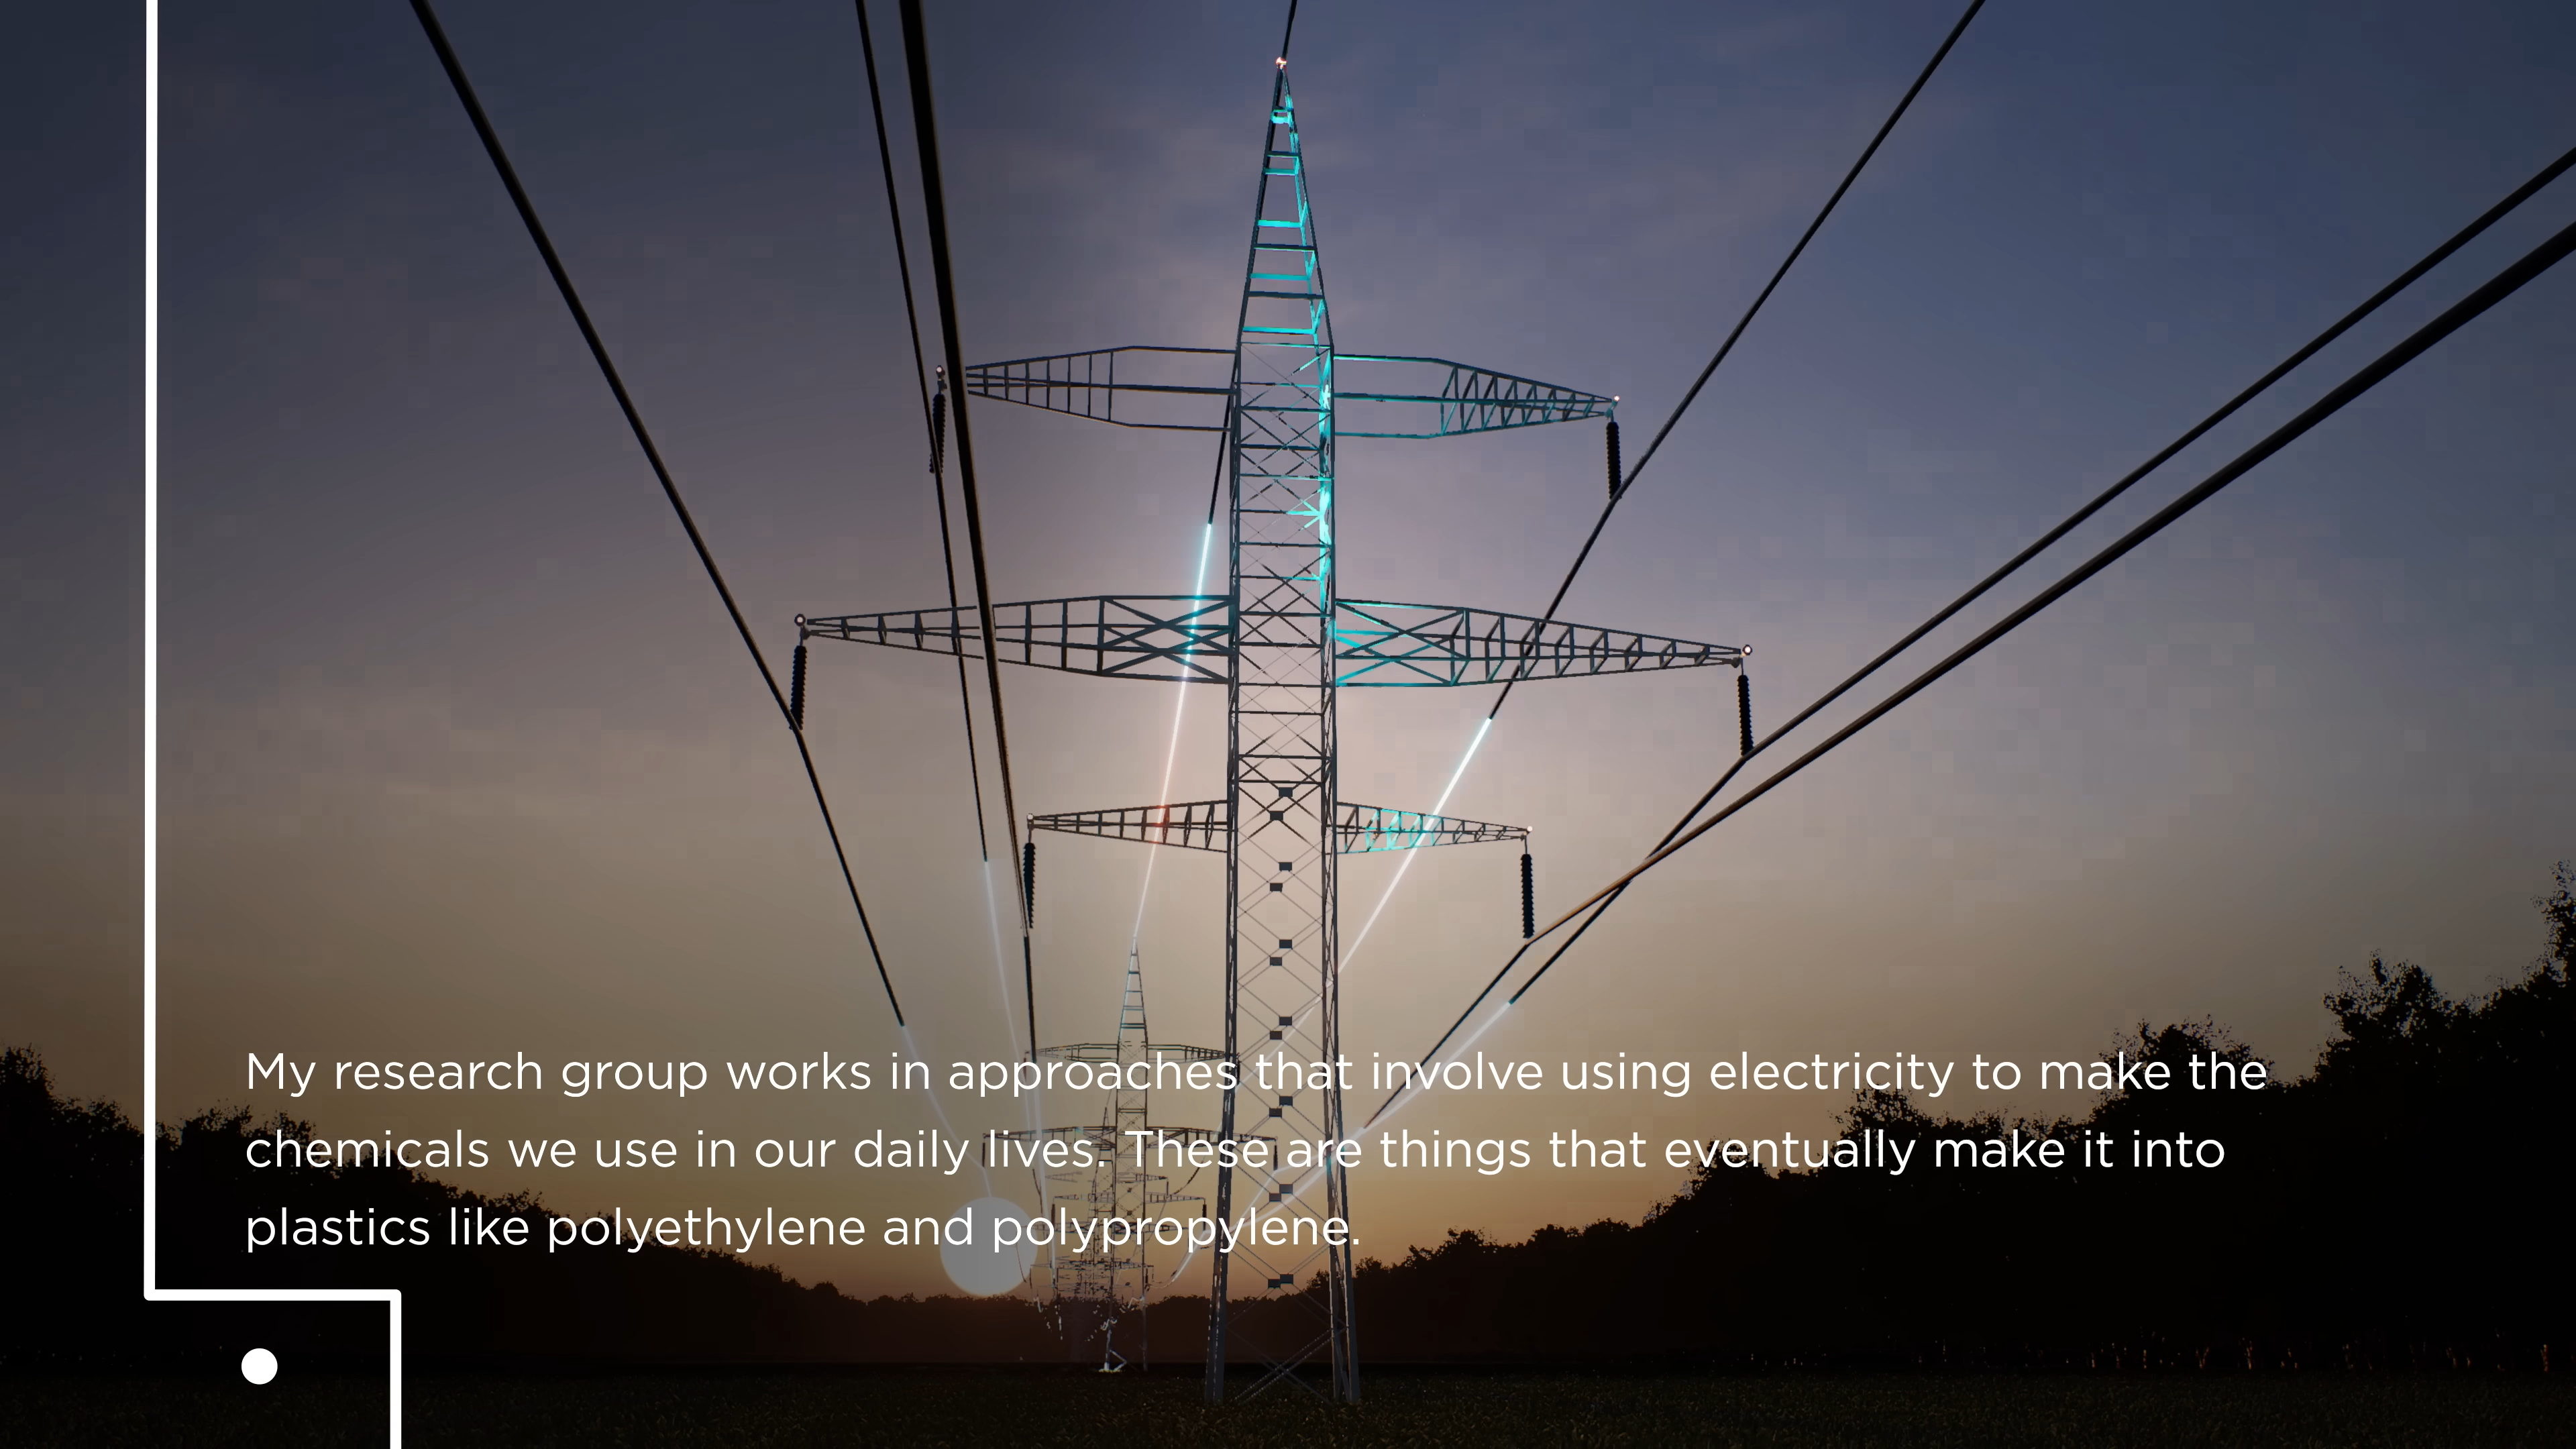 My research group works in approaches that involve using electricity to make the
chemicals we use in our daily lives. These are things that eventually make it into
plastics like polyethylene and polypropylene.